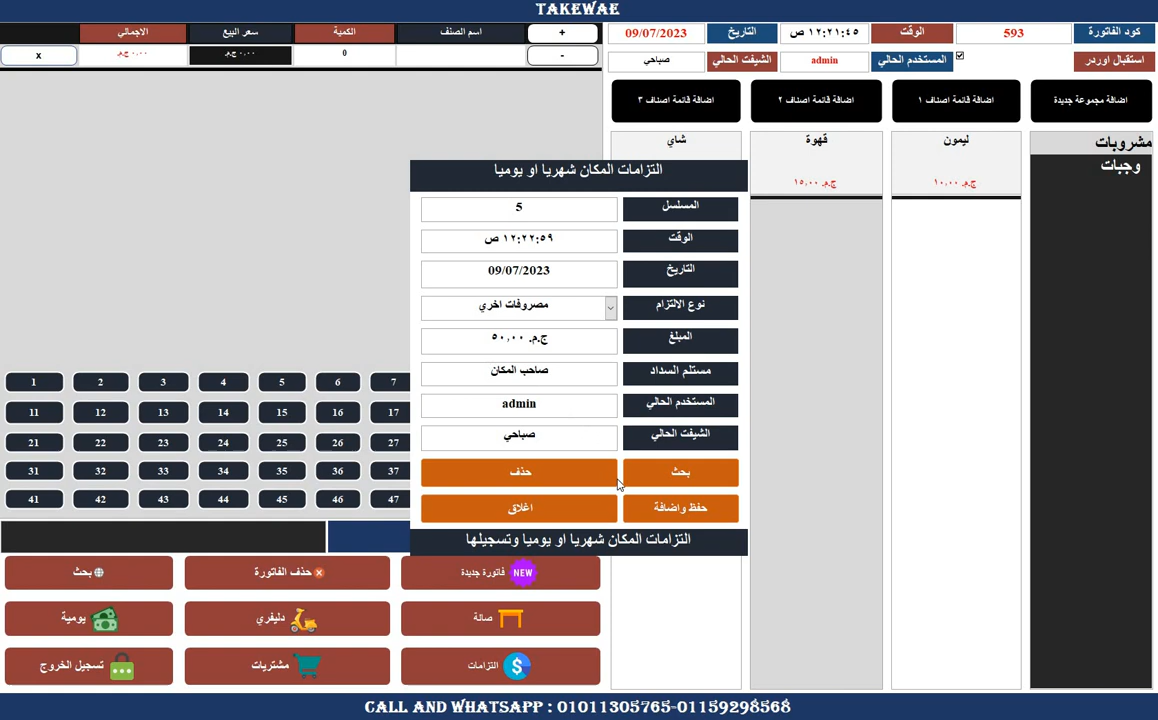 TAKEWAE
كود الفاتورة
593
الوقت
١٢:٢١:٤٥ ص
التاريخ
09/07/2023
استقبال اوردر
المستخدم الحالي
admin
الشيفت الحالي
صباحي
+
اسم الصنف
الكمية
سعر البيع
الاجمالي
-
0
ج.م. ٠,٠٠
ج.م. ٠,٠٠
x
اضافة مجموعة جديدة
اضافة قائمة اصناف ١
اضافة قائمة اصناف ٢
اضافة قائمة اصناف ٣
مشروبات
وجبات
ليمون
ج.م. ١٠,٠٠
قهوة
ج.م. ١٥,٠٠
شاي
التزامات المكان شهريا او يوميا
المسلسل
5
الوقت
١٢:٢٢:٥٩ ص
التاريخ
09/07/2023
نوع الالتزام
مصروفات اخري
المبلغ
ج.م. ٥٠,٠٠
مستلم السداد
صاحب المكان
المستخدم الحالي
admin
الشيفت الحالي
صباحي
بحث
حذف
حفظ واضافة
اغلاق
التزامات المكان شهريا او يوميا وتسجيلها
1 2 3 4 5 6 7
11 12 13 14 15 16 17
21 22 23 24 25 26 27
31 32 33 34 35 36 37
41 42 43 44 45 46 47
NEW فاتورة جديدة
حذف الفاتورة
بحث
صالة
دليفري
يومية
التزامات
مشتريات
تسجيل الخروج
CALL AND WHATSAPP : 01011305765-01159298568